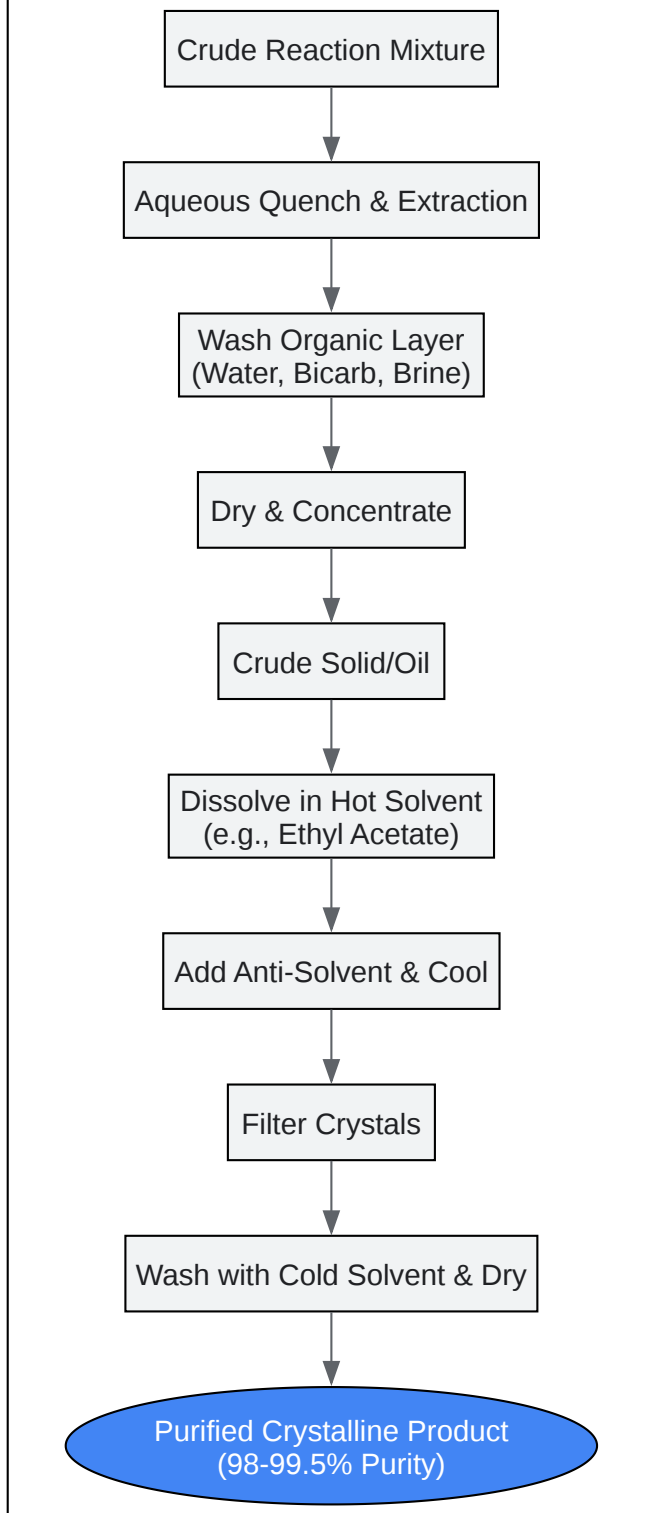 Crude Reaction Mixture
Aqueous Quench & Extraction
Wash Organic Layer
(Water, Bicarb, Brine)
Dry & Concentrate
Crude Solid/Oil
Dissolve in Hot Solvent
(e.g., Ethyl Acetate)
Add Anti-Solvent & Cool
Filter Crystals
Wash with Cold Solvent & Dry
Purified Crystalline Product
(98-99.5% Purity)